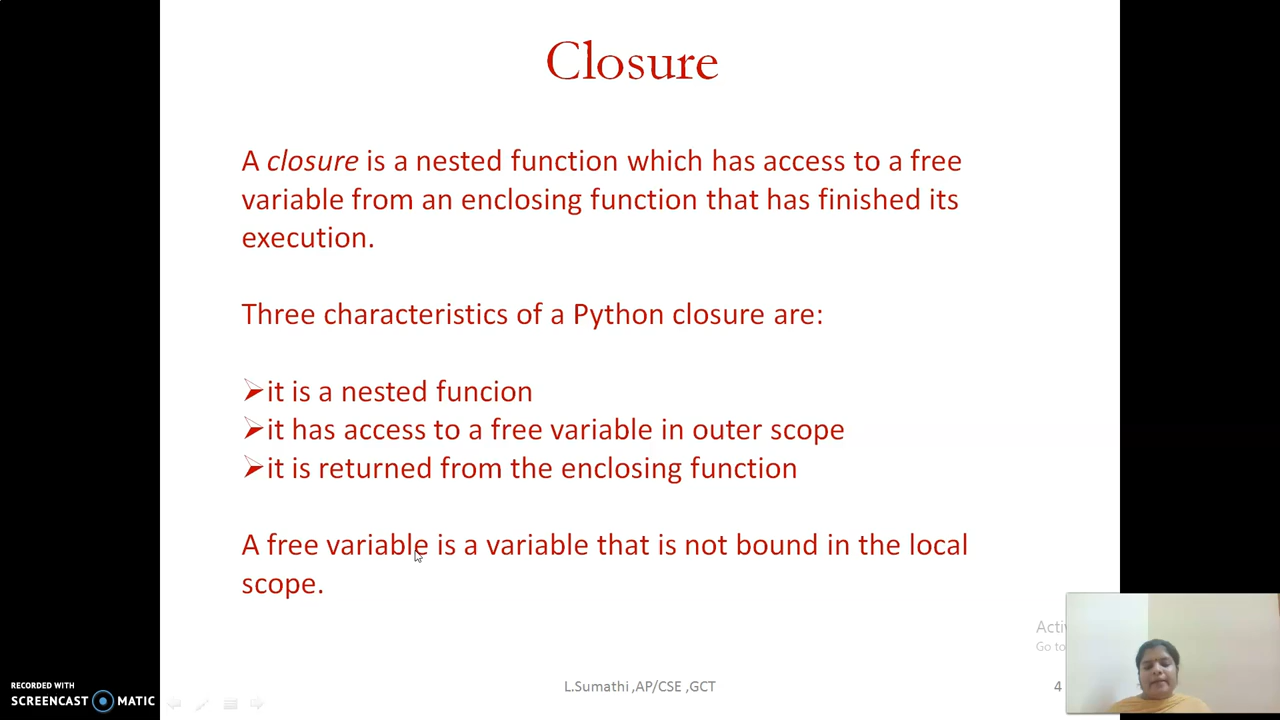 Closure
A closure is a nested function which has access to a free
variable from an enclosing function that has finished its
execution.
Three characteristics of a Python closure are:
it is a nested funcion
it has access to a free variable in outer scope
it is returned from the enclosing function
A free variable is a variable that is not bound in the local
scope.
Acti
Go to
L.Sumathi ,AP/CSE ,GCT
4
RECORDED WITH
SCREENCAST MATIC